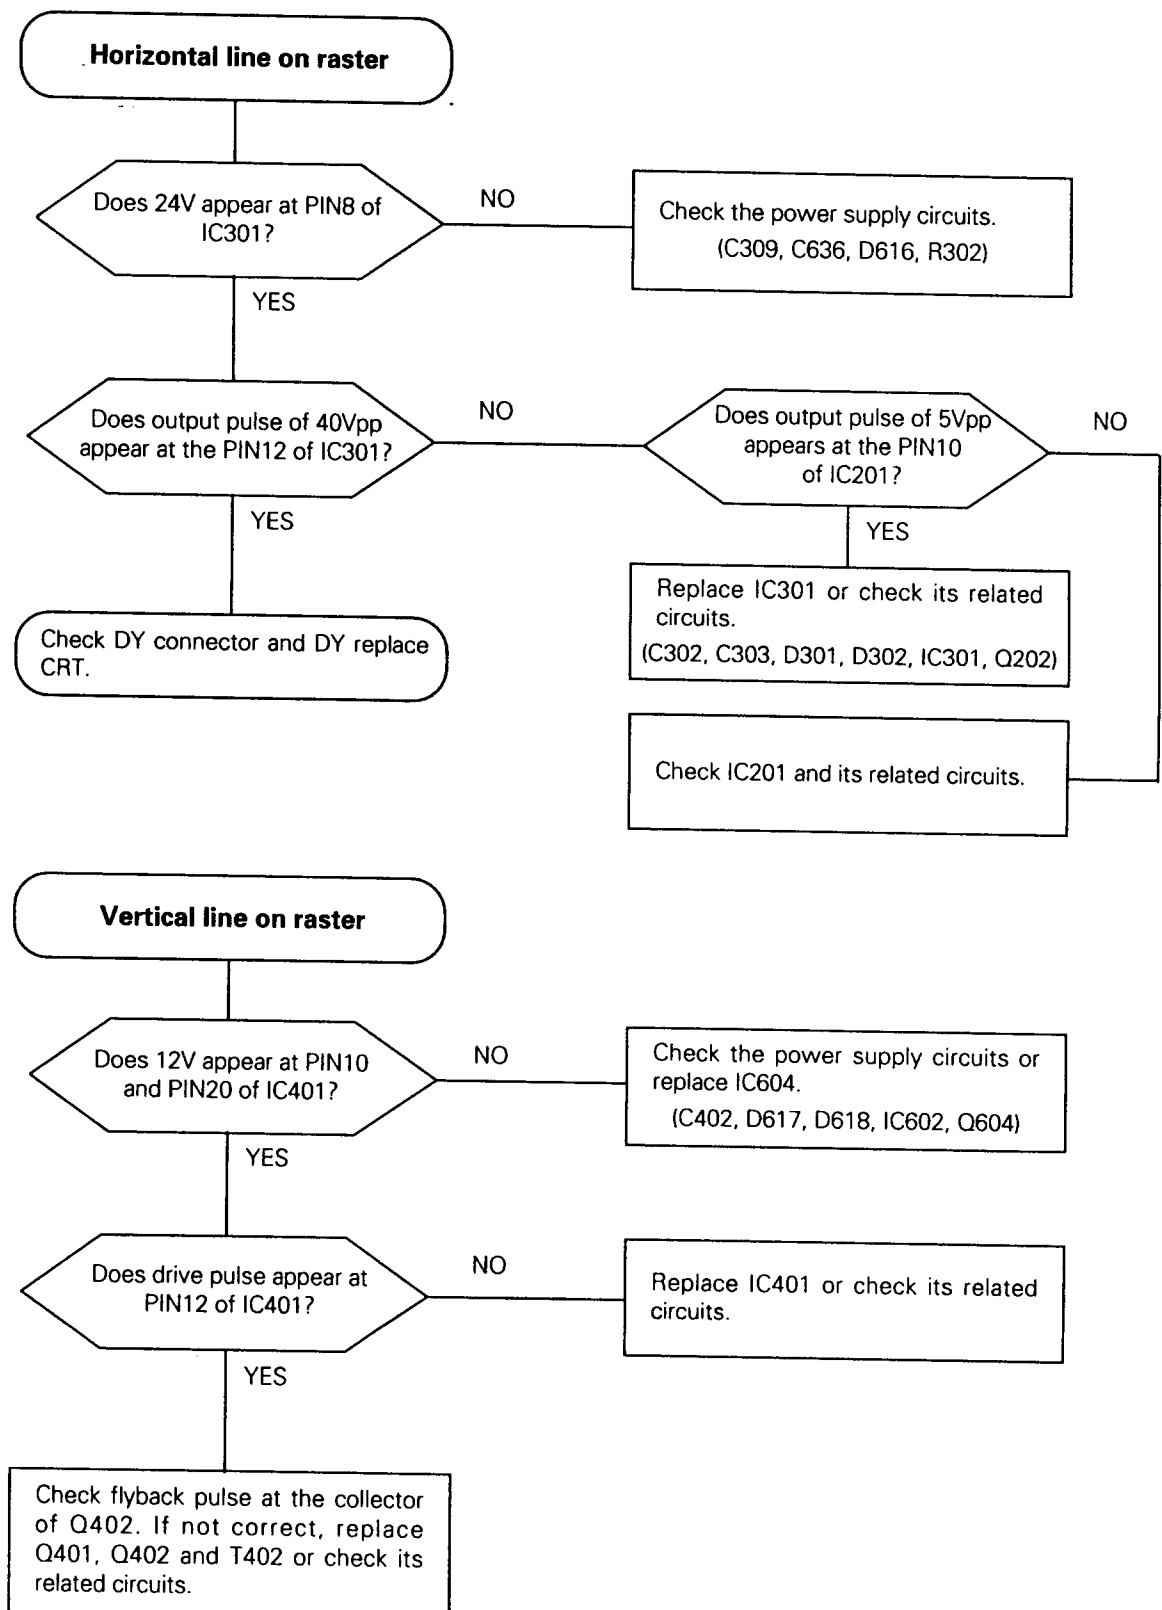 Horizontal line on raster
Does 24V appear at PIN8 of
IC301?
NO
Check the power supply circuits.
(C309, C636, D616, R302)
YES
Does output pulse of 40Vpp
appear at the PIN12 of IC301?
NO
Does output pulse of 5Vpp
appears at the PIN10
of IC201?
NO
YES
YES
Replace IC301 or check its related
circuits.
(C302, C303, D301, D302, IC301, Q202)
Check DY connector and DY replace
CRT.
Check IC201 and its related circuits.
Vertical line on raster
Does 12V appear at PIN10
and PIN20 of IC401?
NO
Check the power supply circuits or
replace IC604.
(C402, D617, D618, IC602, Q604)
YES
Does drive pulse appear at
PIN12 of IC401?
NO
Replace IC401 or check its related
circuits.
YES
Check flyback pulse at the collector
of Q402. If not correct, replace
Q401, Q402 and T402 or check its
related circuits.